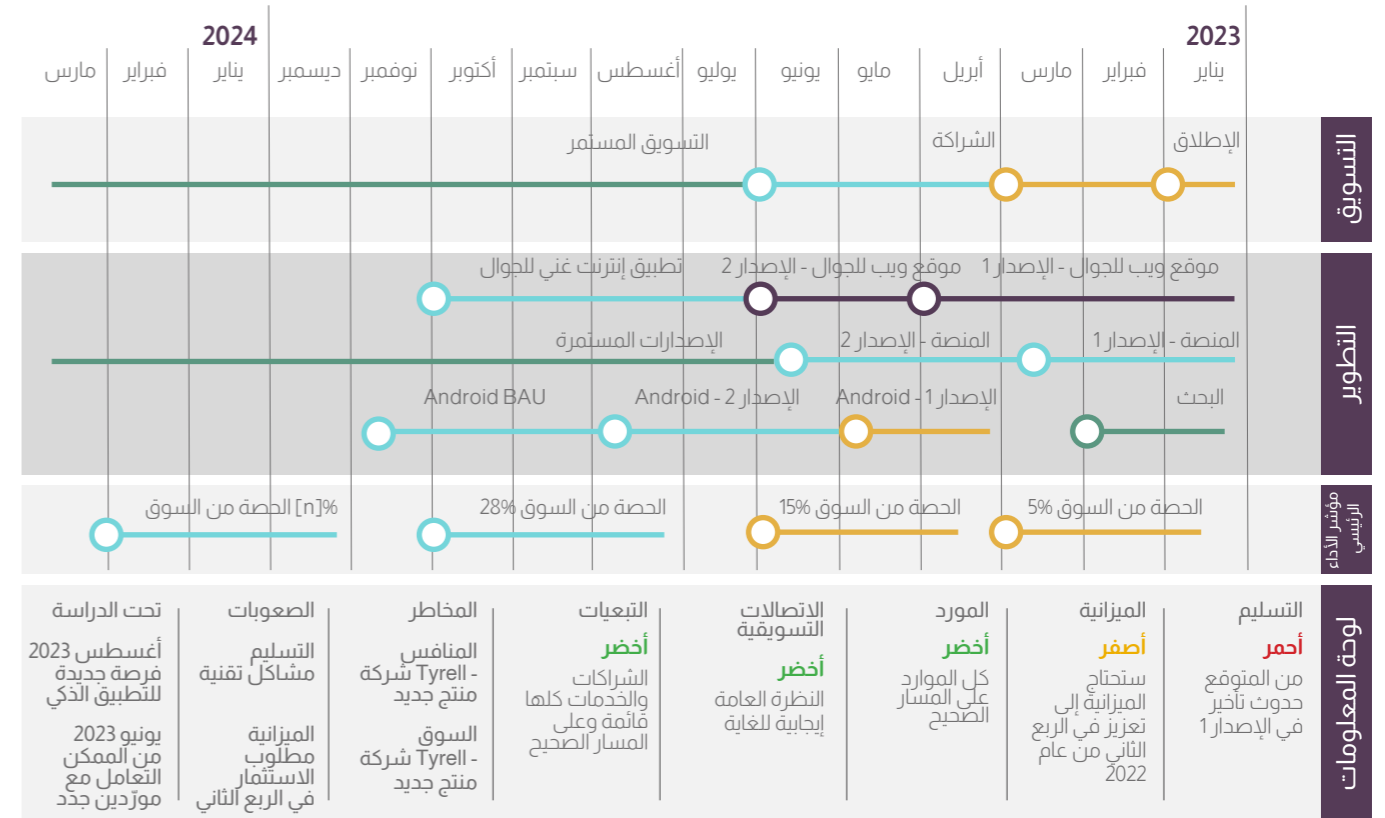 2023
2024
يناير
فبراير
مارس
أبريل
مايو
يونيو
يوليو
أغسطس
سبتمبر
أكتوبر
نوفمبر
ديسمبر
يناير
فبراير
مارس
التسويق
الإطلاق
الشراكة
التسويق المستمر
التطوير
موقع ويب للجوال - الإصدار 1
موقع ويب للجوال - الإصدار 2
تطبيق إنترنت غني للجوال
المنصة - الإصدار 1
المنصة - الإصدار 2
الإصدارات المستمرة
البحث
الإصدار 1 - Android
الإصدار 2 - Android
Android BAU
مؤشر الأداء
الرئيسي
الحصة من السوق 5%
الحصة من السوق 15%
الحصة من السوق 28%
%[n] الحصة من السوق
لوحة المعلومات
التسليم
أحمر
من المتوقع
حدوث تأخير
في الإصدار 1
الميزانية
أصفر
ستحتاج
الميزانية إلى
تعزيز في الربع
الثاني من عام
2022
المورد
أخضر
كل الموارد
على المسار
الصحيح
الاتصالات
التسويقية
أخضر
النظرة العامة
إيجابية للغاية
التبعيات
أخضر
الشراكات
والخدمات كلها
قائمة وعلى
المسار الصحيح
المخاطر
المنافس
- Tyrell شركة
منتج جديد
السوق
- Tyrell شركة
منتج جديد
الصعوبات
التسليم
مشاكل تقنية
الميزانية
مطلوب
الاستثمار
في الربع الثاني
تحت الدراسة
أغسطس 2023
فرصة جديدة
للتطبيق الذكي
يونيو 2023
من الممكن
التعامل مع
مورّدين جدد